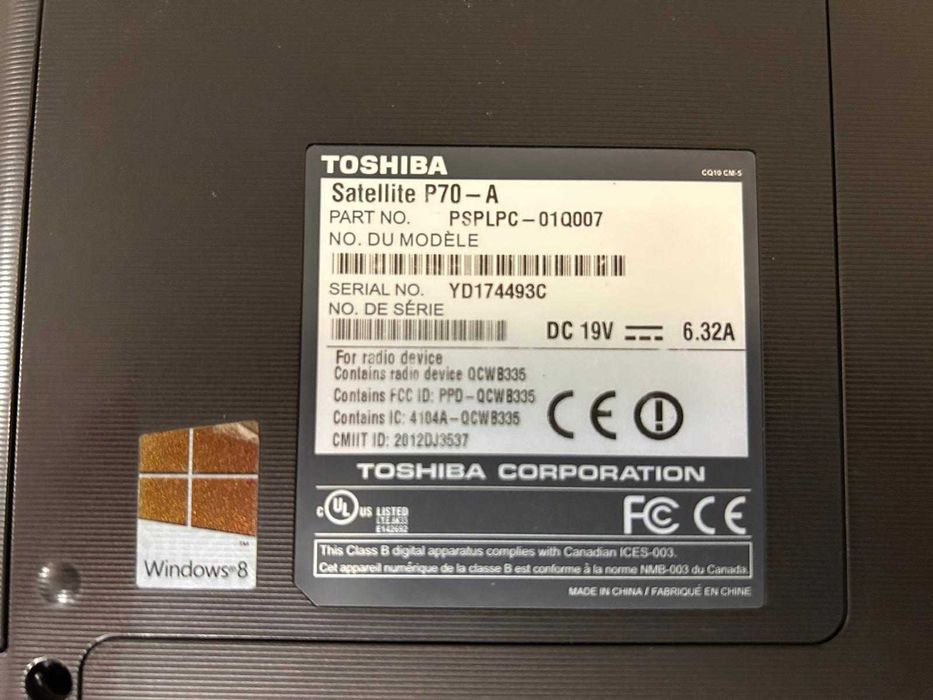 TOSHIBA
CQ10 CM-5
Satellite P70-A
PART NO. PSPLPC-01Q007
NO. DU MODÈLE
SERIAL NO. YD174493C
NO. DE SÉRIE
DC 19V 6.32A
For radio device
Contains radio device QCWB335
Contains FCC ID: PPD-QCWB335
Contains IC: 4104A-QCWB335
CMIIT ID: 2012DJ3537
CE
TOSHIBA CORPORATION
C UL US LISTED
E142692
FC CE
This Class B digital apparatus complies with Canadian ICES-003.
Cet appareil numérique de la classe B est conforme à la norme NMB-003 du Canada.
MADE IN CHINA / FABRIQUÉ EN CHINE
TM
Windows®8